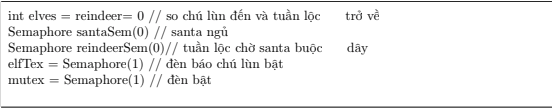 int elves = reindeer= 0 // so chú lùn đến và tuần lộc trở về
Semaphore santaSem(0) // santa ngủ
Semaphore reindeerSem(0)// tuần lộc chờ santa buộc dây
elfTex = Semaphore(1) // đèn báo chú lùn bật
mutex = Semaphore(1) // đèn bật